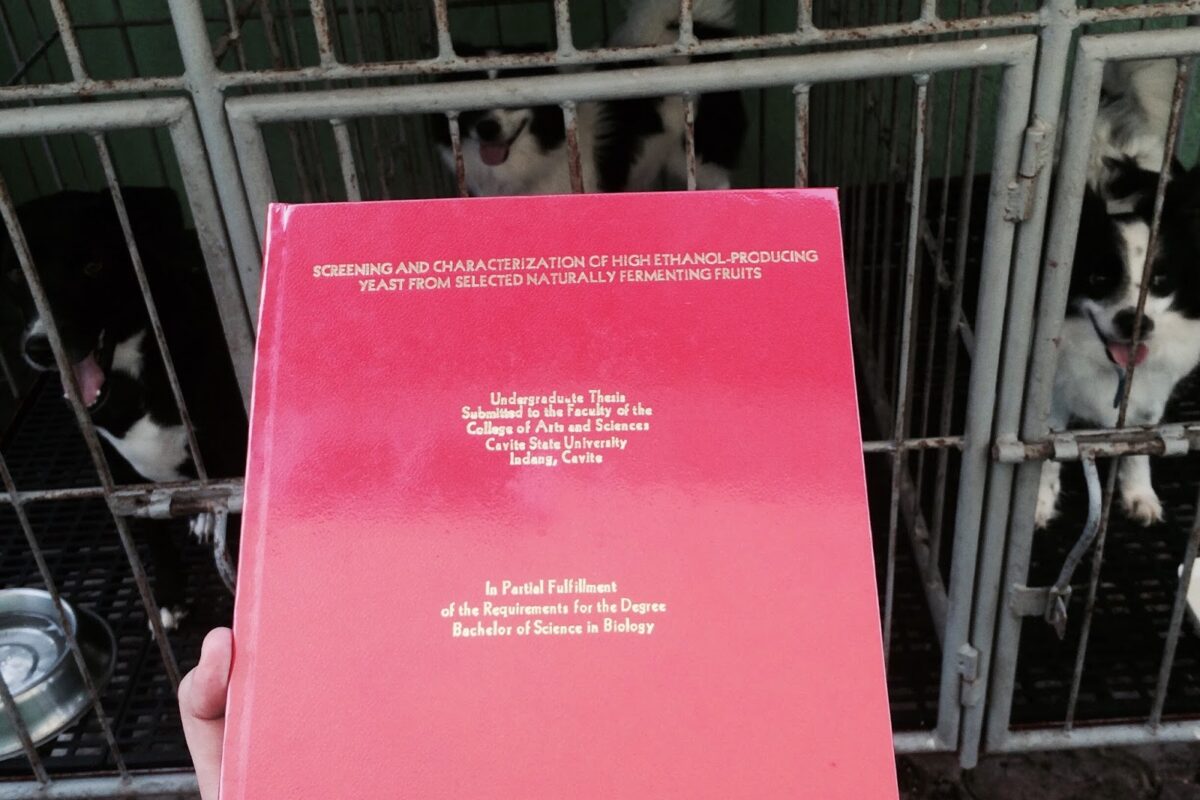 SCREENING AND CHARACTERIZATION OF HIGH ETHANOL-PRODUCING
YEAST FROM SELECTED NATURALLY FERMENTING FRUITS
Undergraduate Thesis
Submitted to the Faculty of the
College of Arts and Sciences
Cavite State University
Indang, Cavite
In Partial Fulfillment
of the Requirements for the Degree
Bachelor of Science in Biology